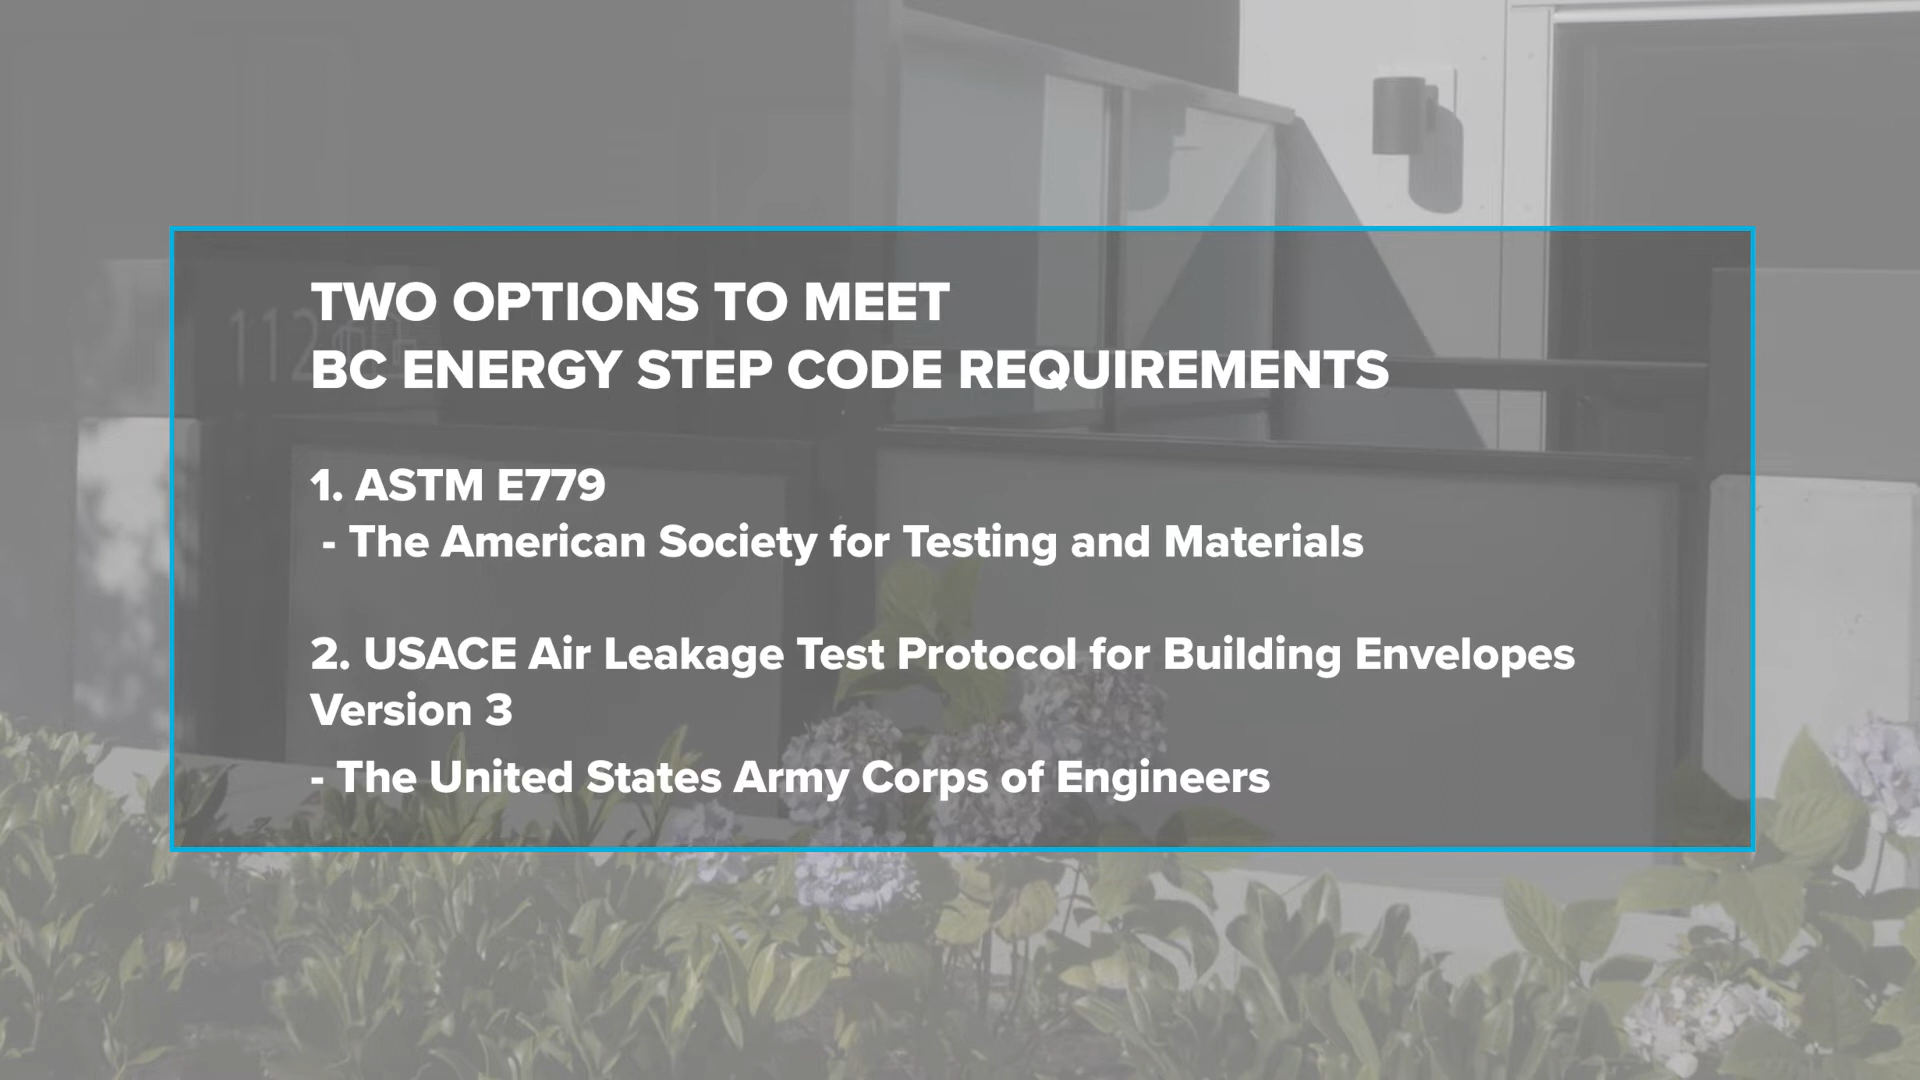 TWO OPTIONS TO MEET
BC ENERGY STEP CODE REQUIREMENTS
1. ASTM E779
- The American Society for Testing and Materials
2. USACE Air Leakage Test Protocol for Building Envelopes
Version 3
- The United States Army Corps of Engineers
112